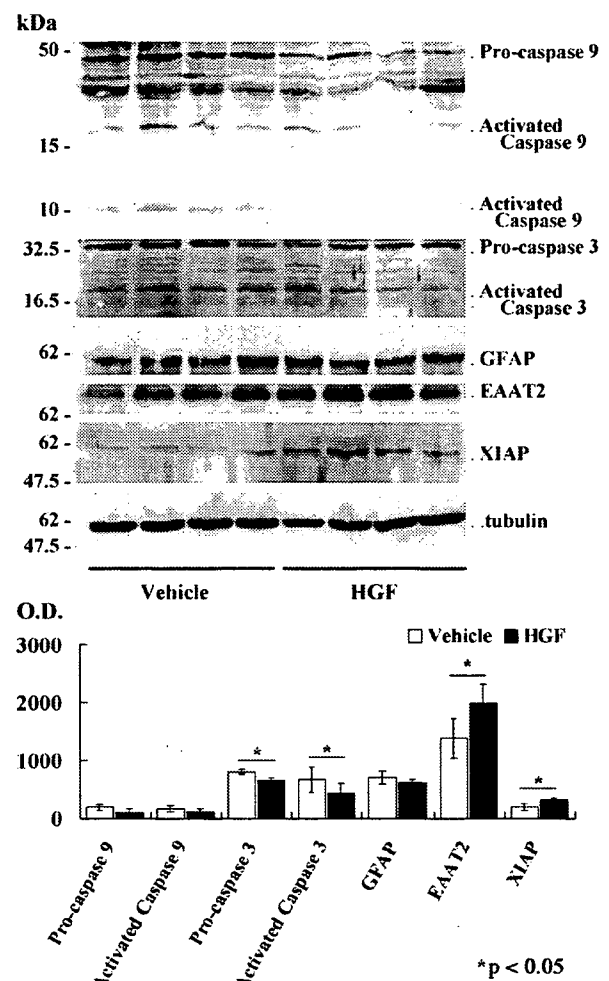 kDa
50 -
. Pro-caspase 9
Activated
Caspase 9
15 -
10 -
Activated
Caspase 9
32.5 -
. Pro-caspase 3
Activated
Caspase 3
16.5 -
62 -
. GFAP
. EAAT2
62 -
62 -
. XIAP
47.5 -
62 -
. .tubulin
47.5 -
Vehicle HGF
O.D.
3000
2000
1000
0
Vehicle HGF
* * * *
Pro-caspase 9
Activated Caspase 9
Pro-caspase 3
Activated Caspase 3
GFAP
EAAT2
XIAP
*p < 0.05